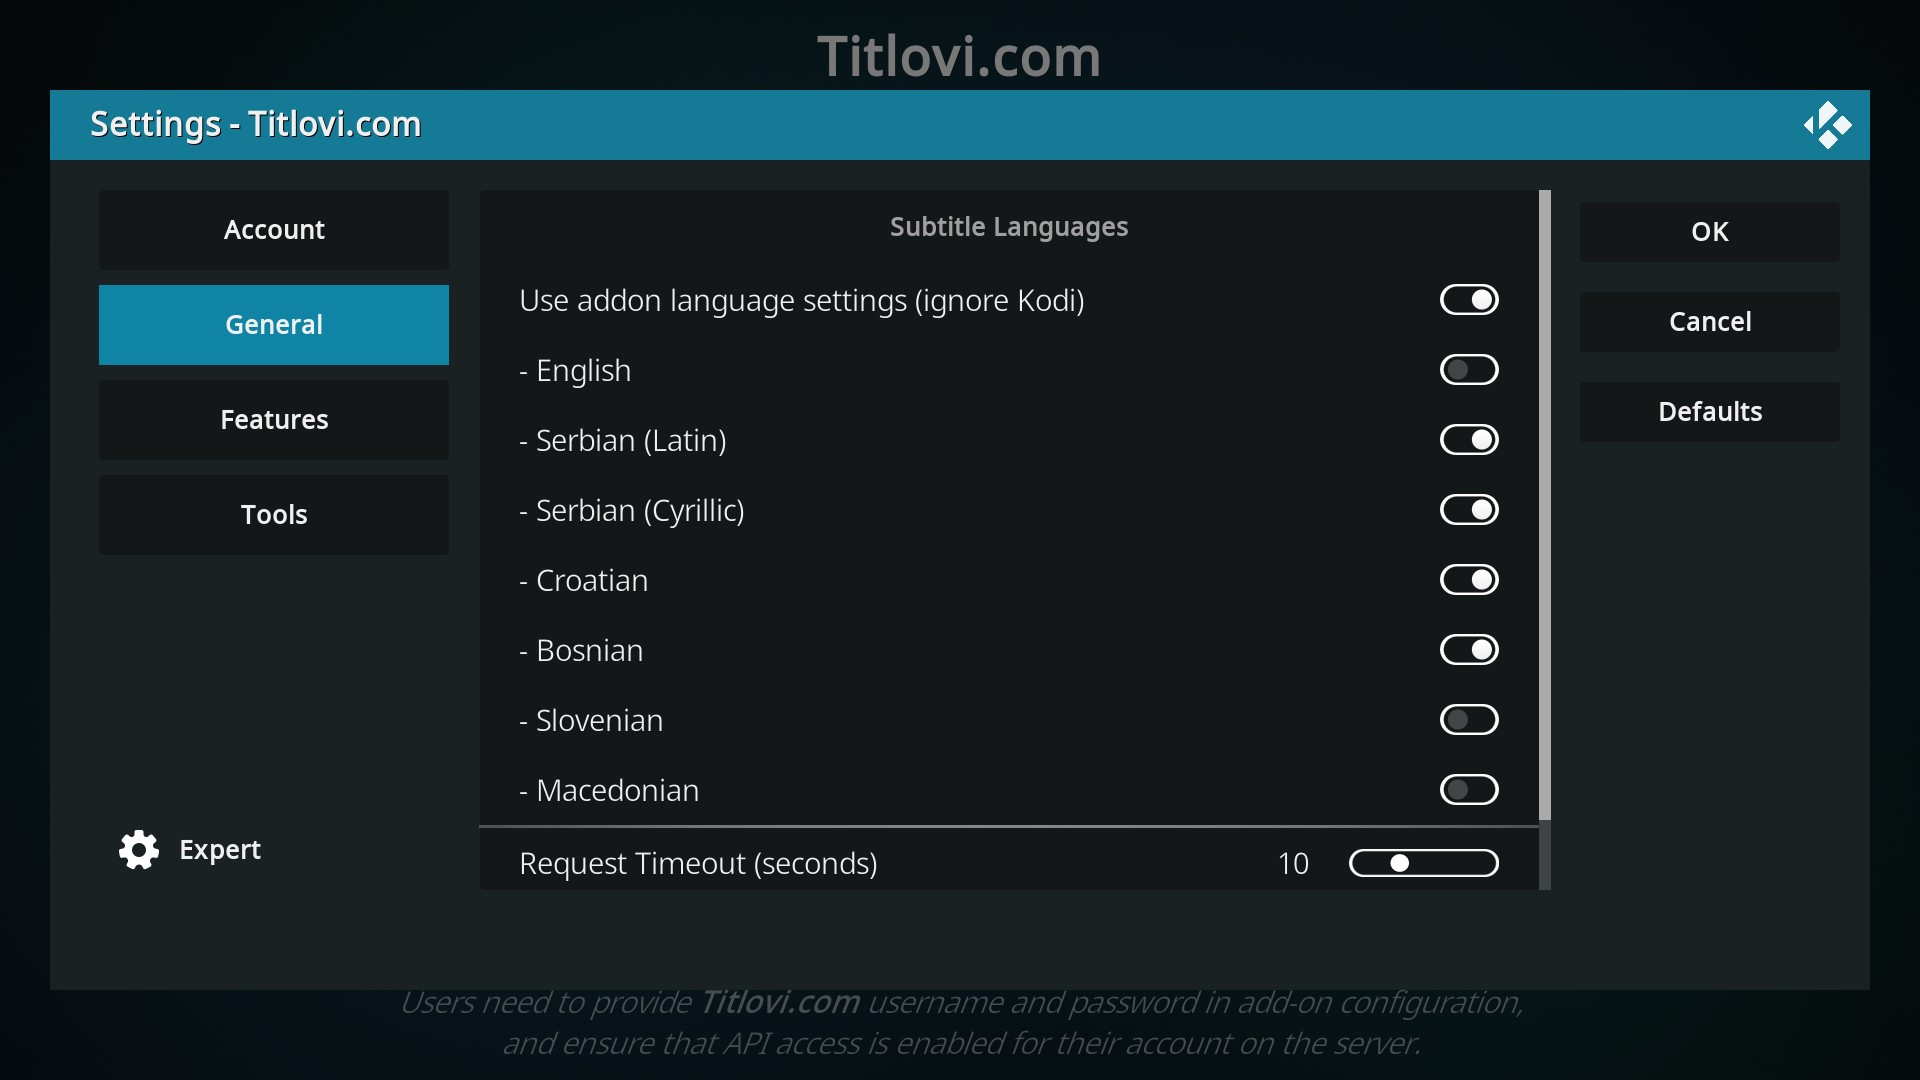 Titlovi.com
Settings - Titlovi.com
Account
General
Features
Tools
Expert
Subtitle Languages
Use addon language settings (ignore Kodi)
- English
- Serbian (Latin)
- Serbian (Cyrillic)
- Croatian
- Bosnian
- Slovenian
- Macedonian
Request Timeout (seconds) 10
OK
Cancel
Defaults
Users need to provide Titlovi.com username and password in add-on configuration,
and ensure that API access is enabled for their account on the server.